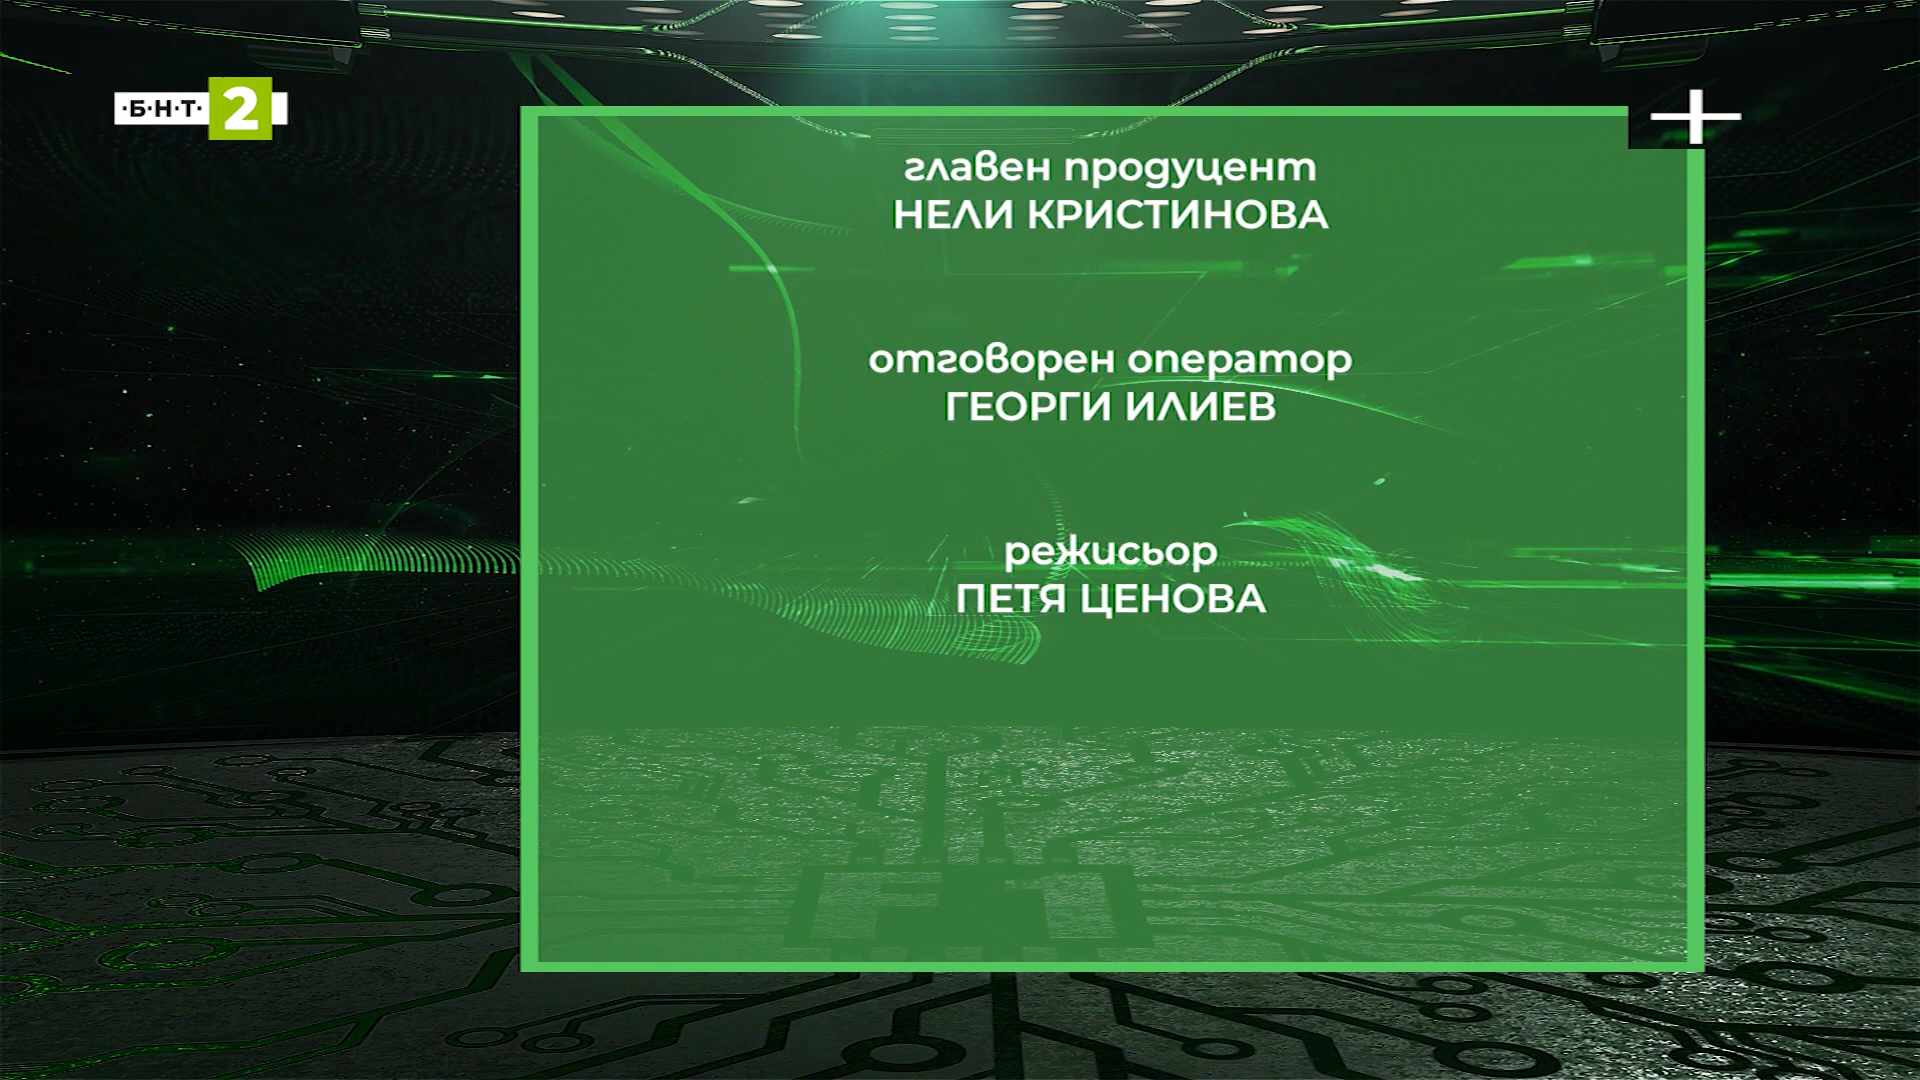 ·Б·Н·Т· 2
главен продуцент
НЕЛИ КРИСТИНОВА
отговорен оператор
ГЕОРГИ ИЛИЕВ
режисьор
ПЕТЯ ЦЕНОВА